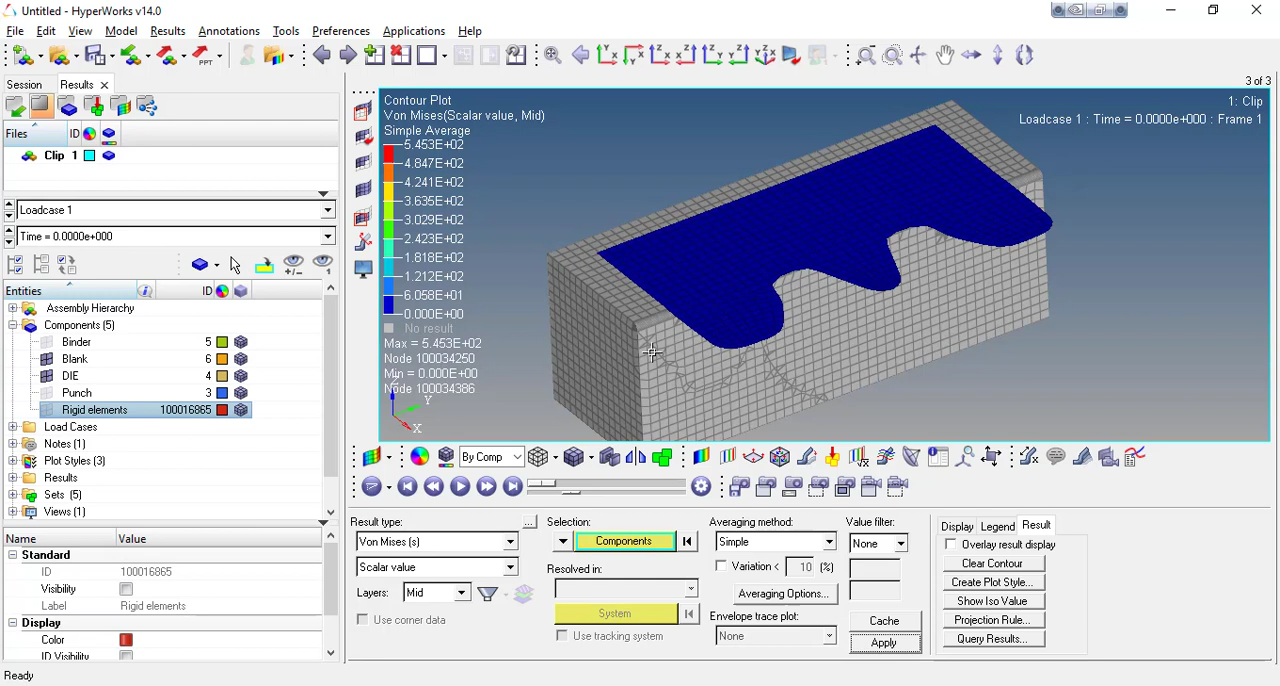 Untitled - HyperWorks v14.0
File Edit View Model Results Annotations Tools Preferences Applications Help
PPT
Session Results
3 of 3
Files ID
Clip 1
Loadcase 1
Time = 0.0000e+000
Entities ID
Assembly Hierarchy
Components (5)
Binder 5
Blank 6
DIE 4
Punch 3
Rigid elements 100016865
Load Cases
Notes (1)
Plot Styles (3)
Results
Sets (5)
Views (1)
Name Value
Standard
ID 100016865
Visibility
Label Rigid elements
Display
Color
ID Visibility
Ready
Contour Plot
Von Mises(Scalar value, Mid)
Simple Average
5.453E+02
4.847E+02
4.241E+02
3.635E+02
3.029E+02
2.423E+02
1.818E+02
1.212E+02
6.058E+01
0.000E+00
No result
Max = 5.453E+02
Node 100034250
Min = 0.000E+00
Node 100034386
Y
X
1: Clip
Loadcase 1 : Time = 0.0000e+000 : Frame 1
By Comp
Result type:
Von Mises (s)
Scalar value
Layers: Mid
Use corner data
Selection:
Components
Resolved in:
System
Use tracking system
Averaging method:
Simple
Variation < 10 (%)
Averaging Options...
Envelope trace plot:
None
Value filter:
None
Cache
Apply
Display Legend Result
Overlay result display
Clear Contour
Create Plot Style...
Show Iso Value
Projection Rule...
Query Results...